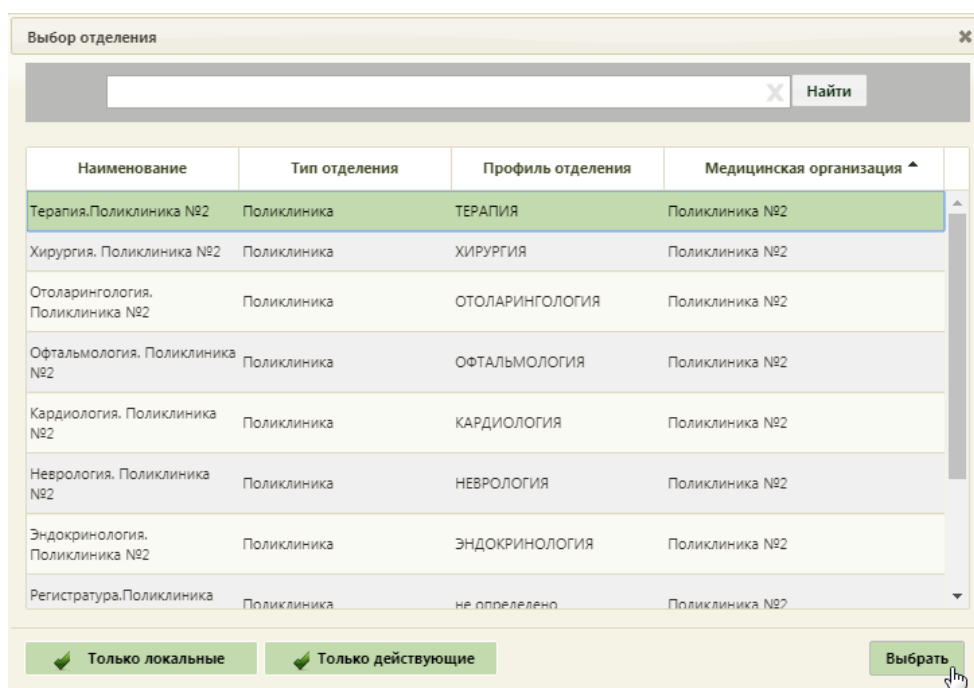 Выбор отделения
Найти
Наименование Тип отделения Профиль отделения Медицинская организация
Терапия.Поликлиника №2 Поликлиника ТЕРАПИЯ Поликлиника №2
Хирургия. Поликлиника №2 Поликлиника ХИРУРГИЯ Поликлиника №2
Отоларингология.
Поликлиника №2 Поликлиника ОТОЛАРИНГОЛОГИЯ Поликлиника №2
Офтальмология. Поликлиника
№2 Поликлиника ОФТАЛЬМОЛОГИЯ Поликлиника №2
Кардиология. Поликлиника
№2 Поликлиника КАРДИОЛОГИЯ Поликлиника №2
Неврология. Поликлиника
№2 Поликлиника НЕВРОЛОГИЯ Поликлиника №2
Эндокринология.
Поликлиника №2 Поликлиника ЭНДОКРИНОЛОГИЯ Поликлиника №2
Регистратура.Поликлиника
Поликлиника не определено Поликлиника №2
Только локальные Только действующие Выбрать